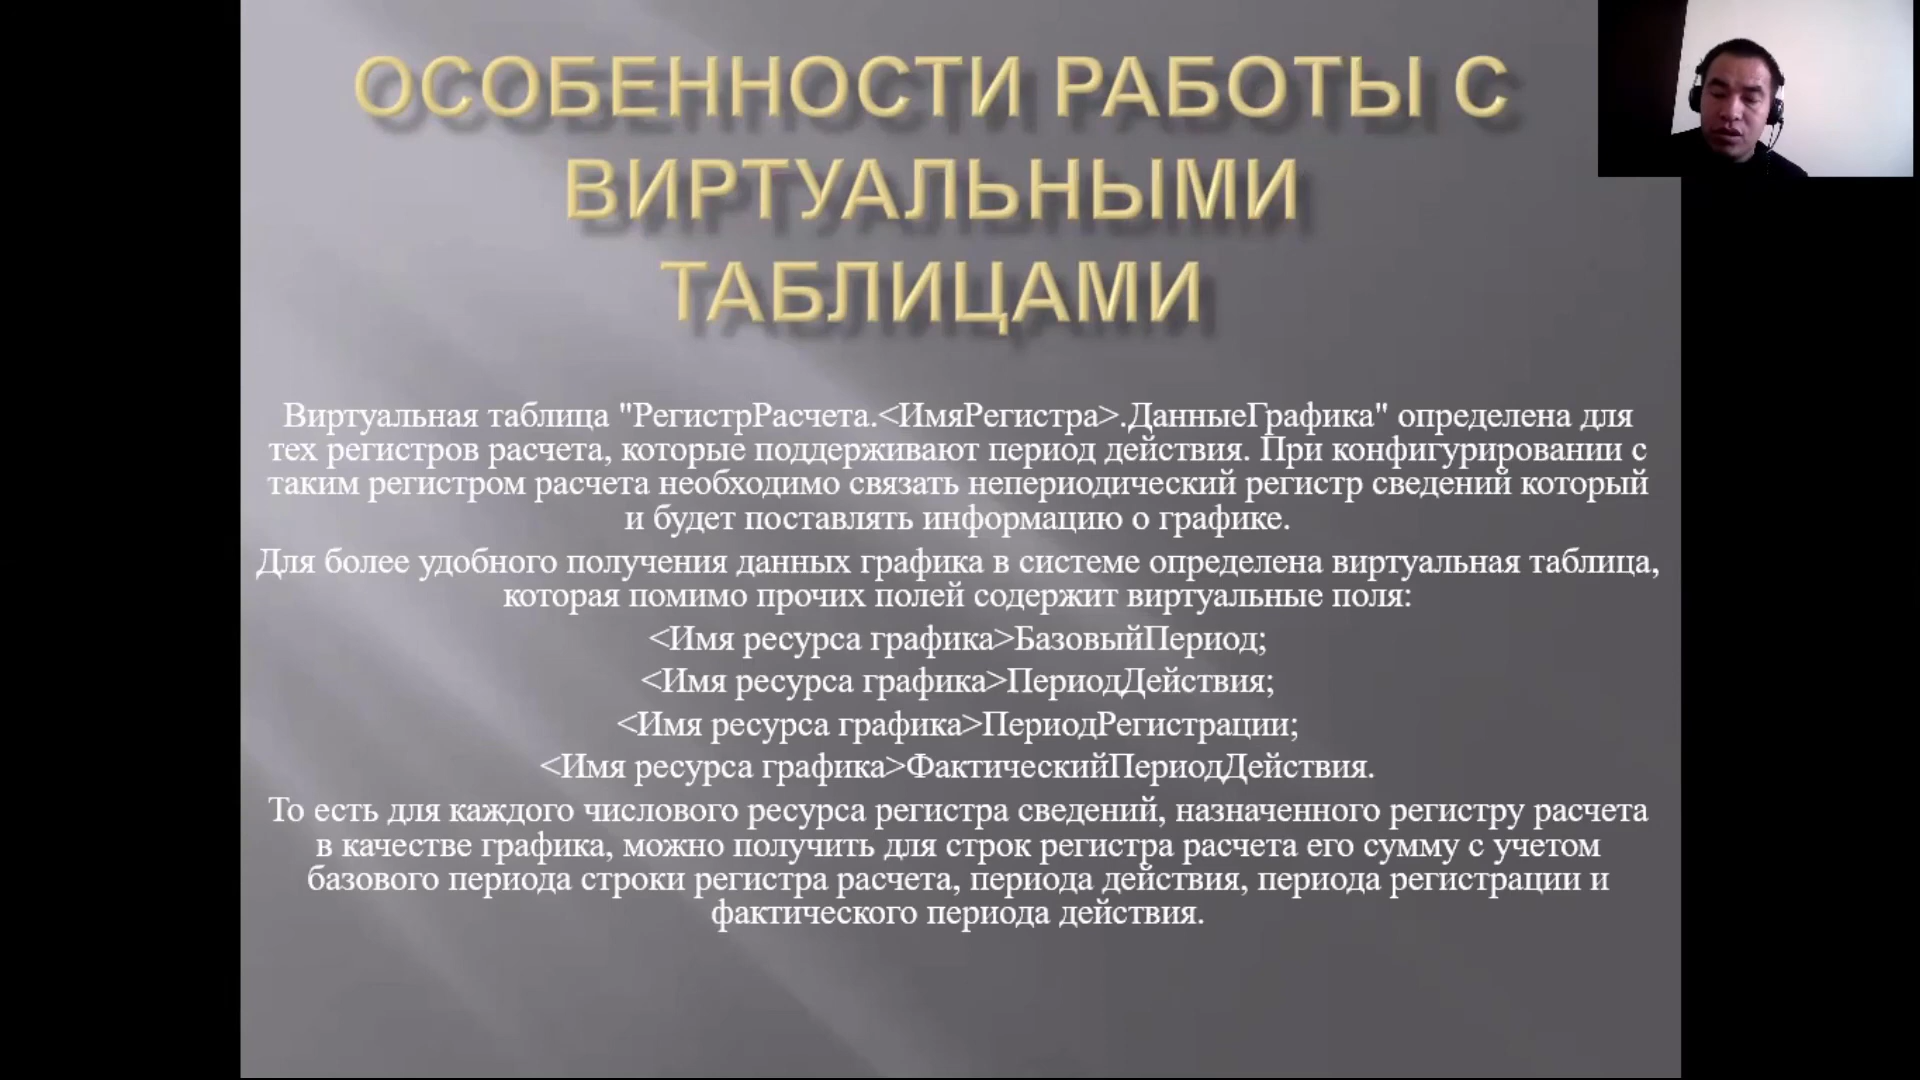 ОСОБЕННОСТИ РАБОТЫ С
ВИРТУАЛЬНЫМИ
ТАБЛИЦАМИ
Виртуальная таблица "РегистрРасчета.<ИмяРегистра>.ДанныеГрафика" определена для
тех регистров расчета, которые поддерживают период действия. При конфигурировании с
таким регистром расчета необходимо связать непериодический регистр сведений который
и будет поставлять информацию о графике.
Для более удобного получения данных графика в системе определена виртуальная таблица,
которая помимо прочих полей содержит виртуальные поля:
<Имя ресурса графика>БазовыйПериод;
<Имя ресурса графика>ПериодДействия;
<Имя ресурса графика>ПериодРегистрации;
<Имя ресурса графика>ФактическийПериодДействия.
То есть для каждого числового ресурса регистра сведений, назначенного регистру расчета
в качестве графика, можно получить для строк регистра расчета его сумму с учетом
базового периода строки регистра расчета, периода действия, периода регистрации и
фактического периода действия.